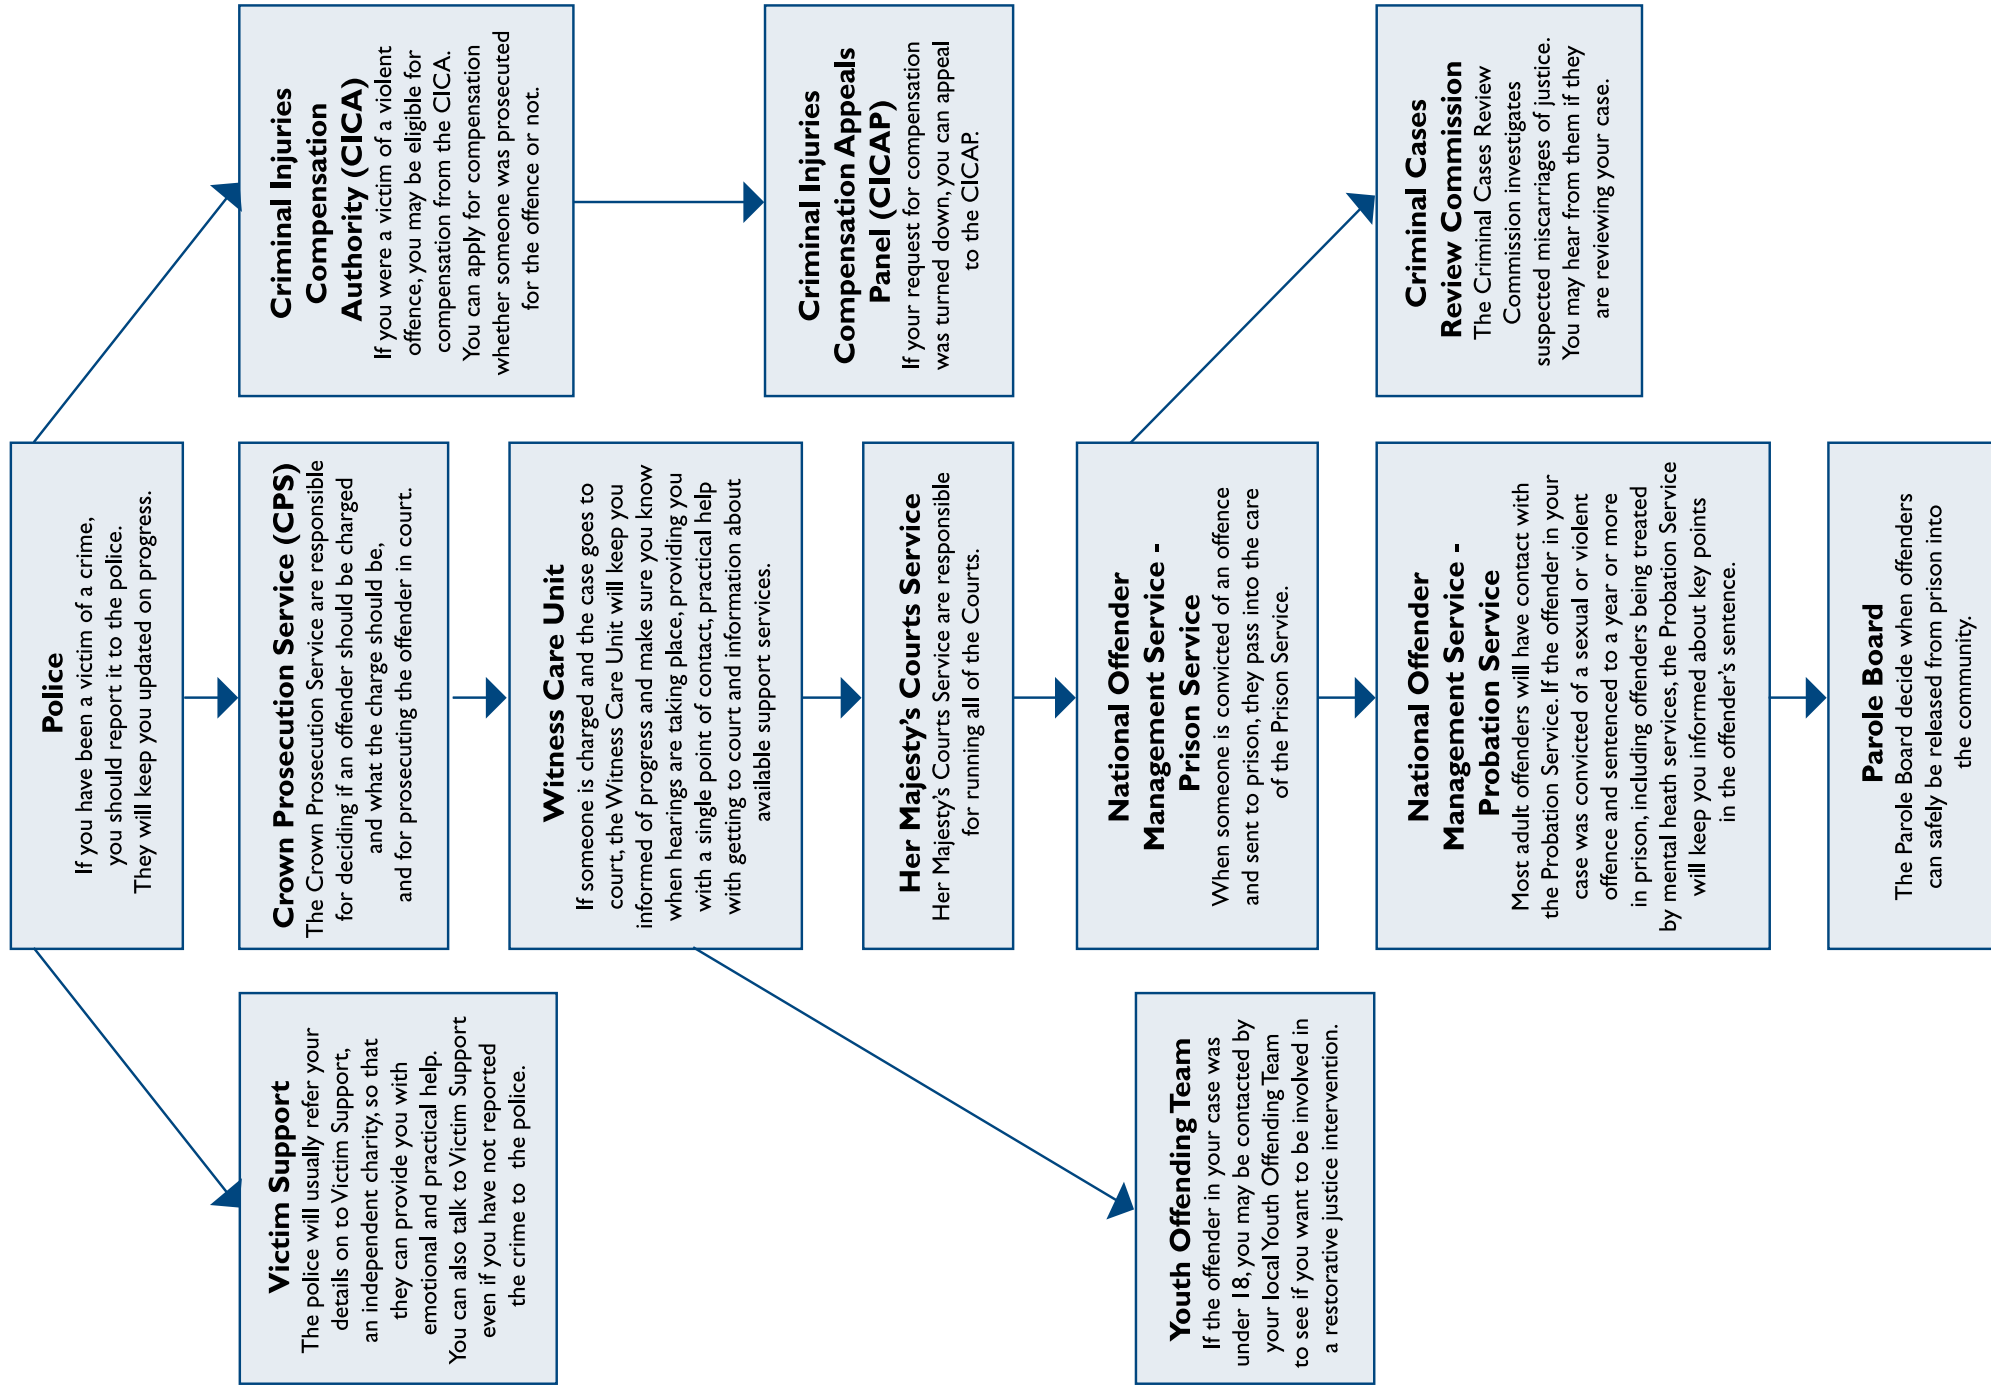 Police
If you have been a victim of a crime,
you should report it to the police.
They will keep you updated on progress.
Victim Support
The police will usually refer your
details on to Victim Support,
an independent charity, so that
they can provide you with
emotional and practical help.
You can also talk to Victim Support
even if you have not reported
the crime to the police.
Crown Prosecution Service (CPS)
The Crown Prosecution Service are responsible
for deciding if an offender should be charged
and what the charge should be,
and for prosecuting the offender in court.
Criminal Injuries
Compensation
Authority (CICA)
If you were a victim of a violent
offence, you may be eligible for
compensation from the CICA.
You can apply for compensation
whether someone was prosecuted
for the offence or not.
Witness Care Unit
If someone is charged and the case goes to
court, the Witness Care Unit will keep you
informed of progress and make sure you know
when hearings are taking place, providing you
with a single point of contact, practical help
with getting to court and information about
available support services.
Criminal Injuries
Compensation Appeals
Panel (CICAP)
If your request for compensation
was turned down, you can appeal
to the CICAP.
Her Majesty's Courts Service
Her Majesty's Courts Service are responsible
for running all of the Courts.
National Offender
Management Service -
Prison Service
When someone is convicted of an offence
and sent to prison, they pass into the care
of the Prison Service.
Youth Offending Team
If the offender in your case was
under 18, you may be contacted by
your local Youth Offending Team
to see if you want to be involved in
a restorative justice intervention.
National Offender
Management Service -
Probation Service
Most adult offenders will have contact with
the Probation Service. If the offender in your
case was convicted of a sexual or violent
offence and sentenced to a year or more
in prison, including offenders being treated
by mental heath services, the Probation Service
will keep you informed about key points
in the offender's sentence.
Criminal Cases
Review Commission
The Criminal Cases Review
Commission investigates
suspected miscarriages of justice.
You may hear from them if they
are reviewing your case.
Parole Board
The Parole Board decide when offenders
can safely be released from prison into
the community.